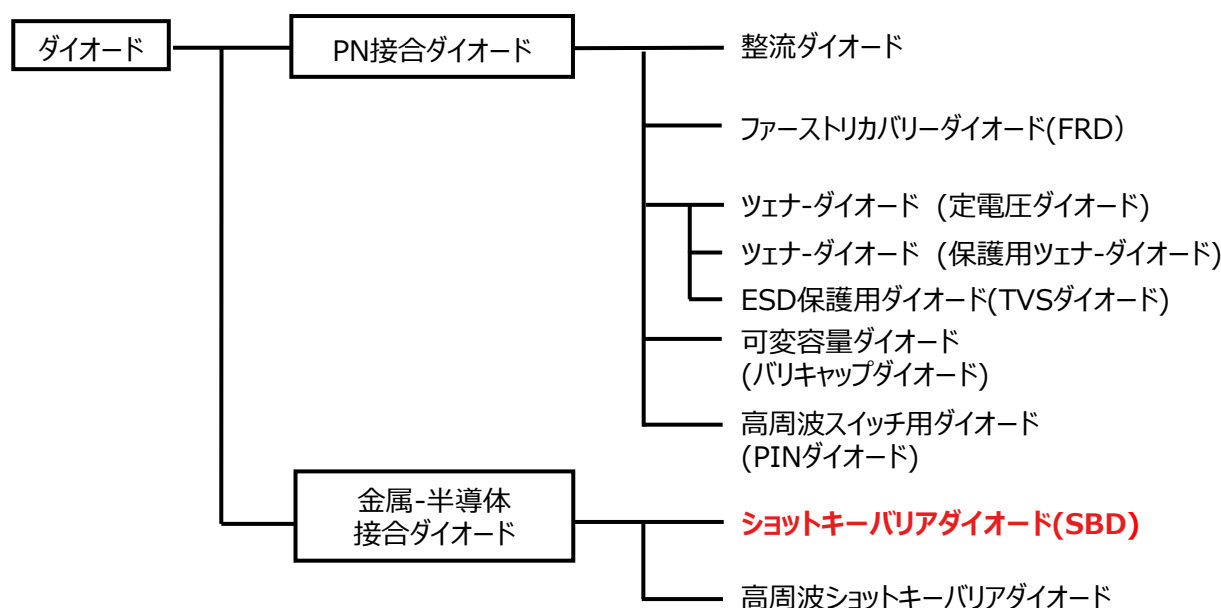 ダイオード
PN接合ダイオード
整流ダイオード
ファーストリカバリーダイオード(FRD）
ツェナ-ダイオード (定電圧ダイオード)
ツェナ-ダイオード (保護用ツェナ-ダイオード)
ESD保護用ダイオード(TVSダイオード)
可変容量ダイオード
(バリキャップダイオード)
高周波スイッチ用ダイオード
(PINダイオード)
金属-半導体
接合ダイオード
ショットキーバリアダイオード(SBD)
高周波ショットキーバリアダイオード